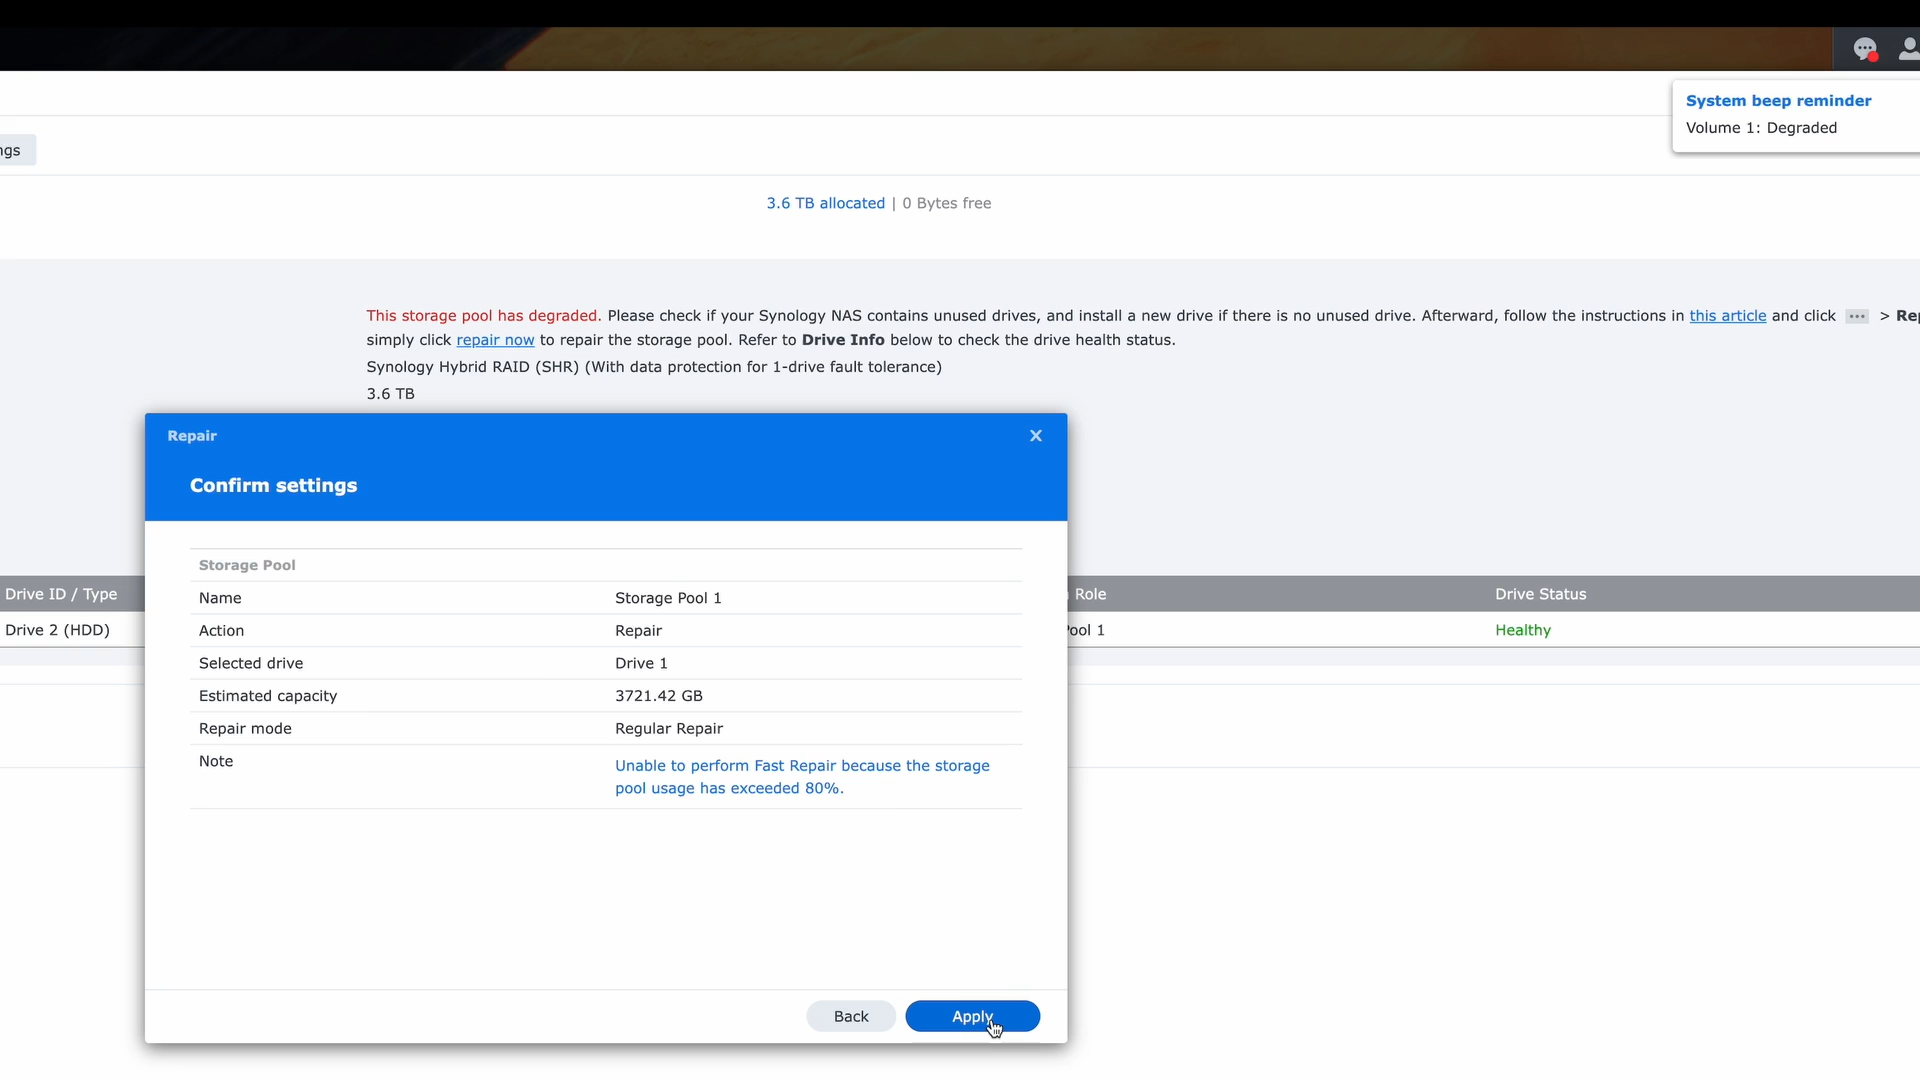 System beep reminder
Volume 1: Degraded
ngs
3.6 TB allocated | 0 Bytes free
This storage pool has degraded. Please check if your Synology NAS contains unused drives, and install a new drive if there is no unused drive. Afterward, follow the instructions in this article and click ··· > Rep
simply click repair now to repair the storage pool. Refer to Drive Info below to check the drive health status.
Synology Hybrid RAID (SHR) (With data protection for 1-drive fault tolerance)
3.6 TB
Repair
Confirm settings
Storage Pool
Name Storage Pool 1
Action Repair
Selected drive Drive 1
Estimated capacity 3721.42 GB
Repair mode Regular Repair
Note Unable to perform Fast Repair because the storage
pool usage has exceeded 80%.
Back Apply
Drive ID / Type Role Drive Status
Drive 2 (HDD) Pool 1 Healthy